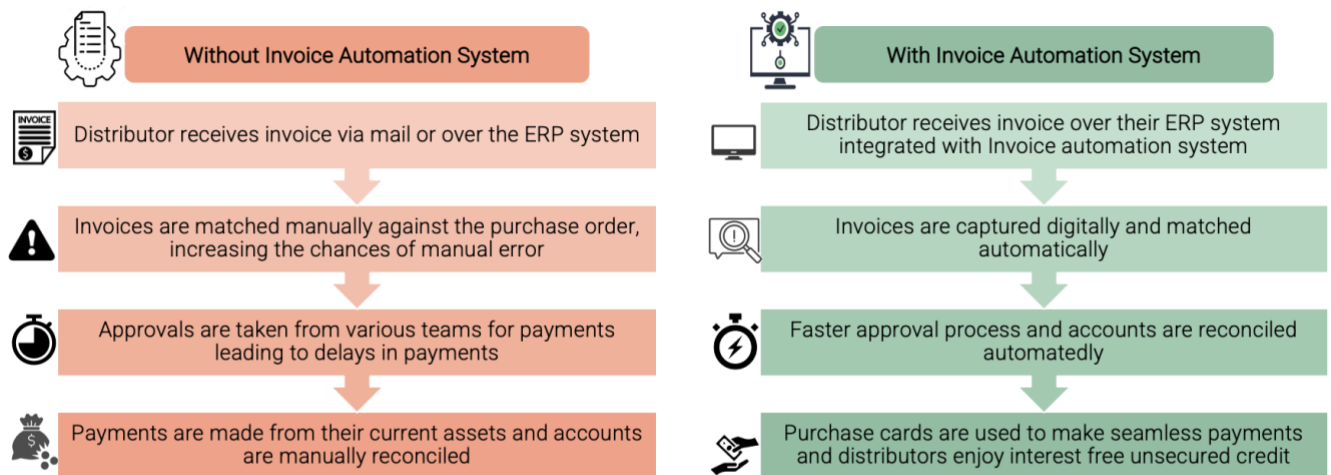 Without Invoice Automation System
INVOICE
$
Distributor receives invoice via mail or over the ERP system
Invoices are matched manually against the purchase order,
increasing the chances of manual error
Approvals are taken from various teams for payments
leading to delays in payments
$
Payments are made from their current assets and accounts
are manually reconciled
With Invoice Automation System
Distributor receives invoice over their ERP system
integrated with Invoice automation system
Invoices are captured digitally and matched
automatically
Faster approval process and accounts are reconciled
automatedly
Purchase cards are used to make seamless payments
and distributors enjoy interest free unsecured credit